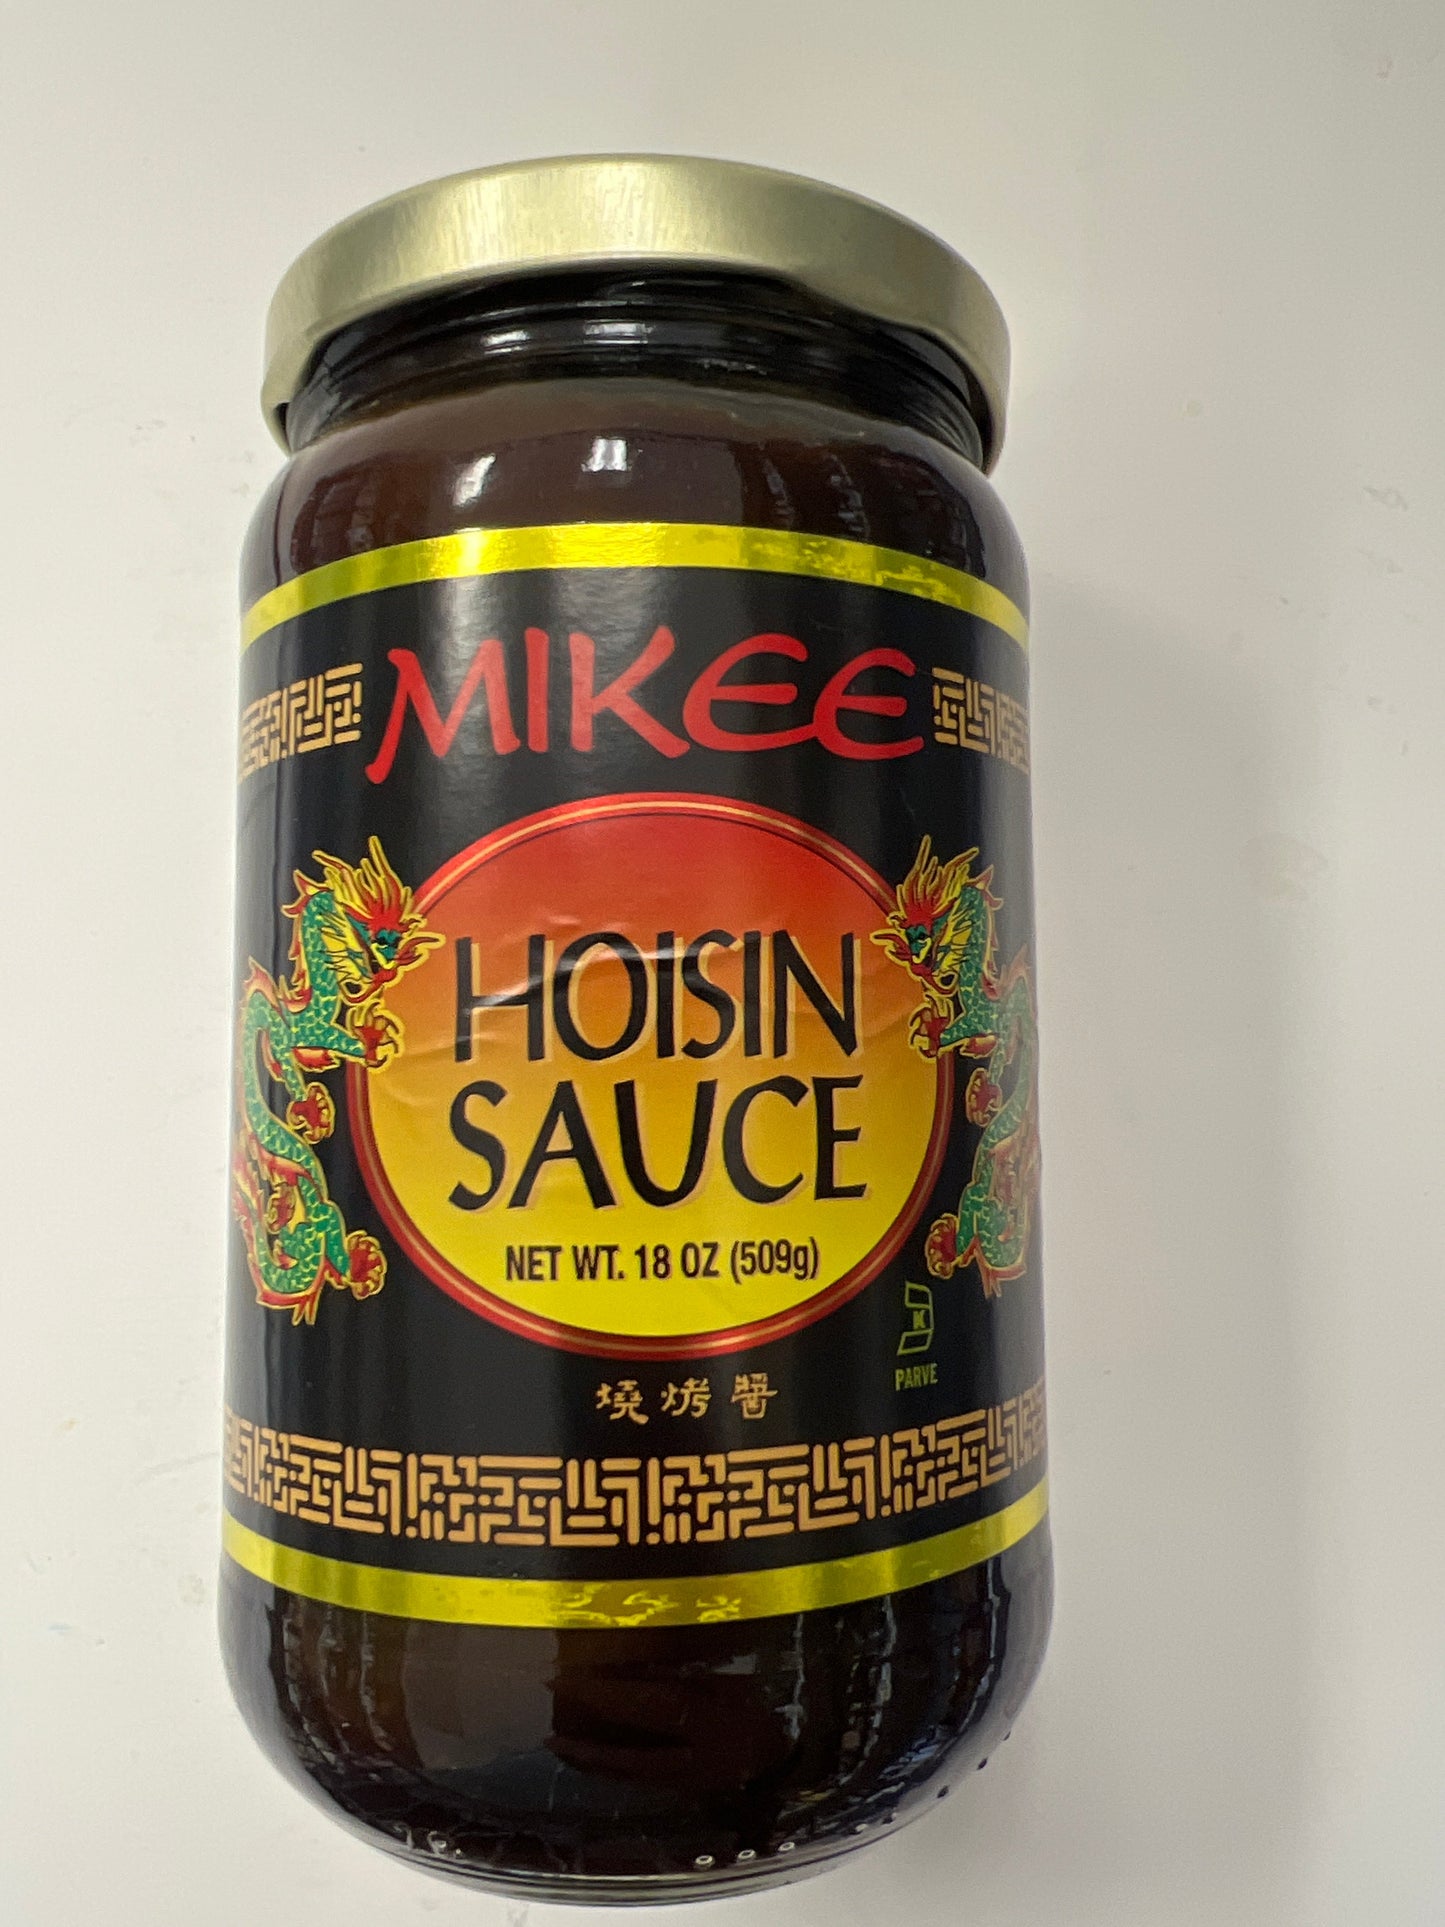 MIKEE
HOISIN
SAUCE
NET WT. 18 OZ (509g)
K
PARVE
燒烤醬